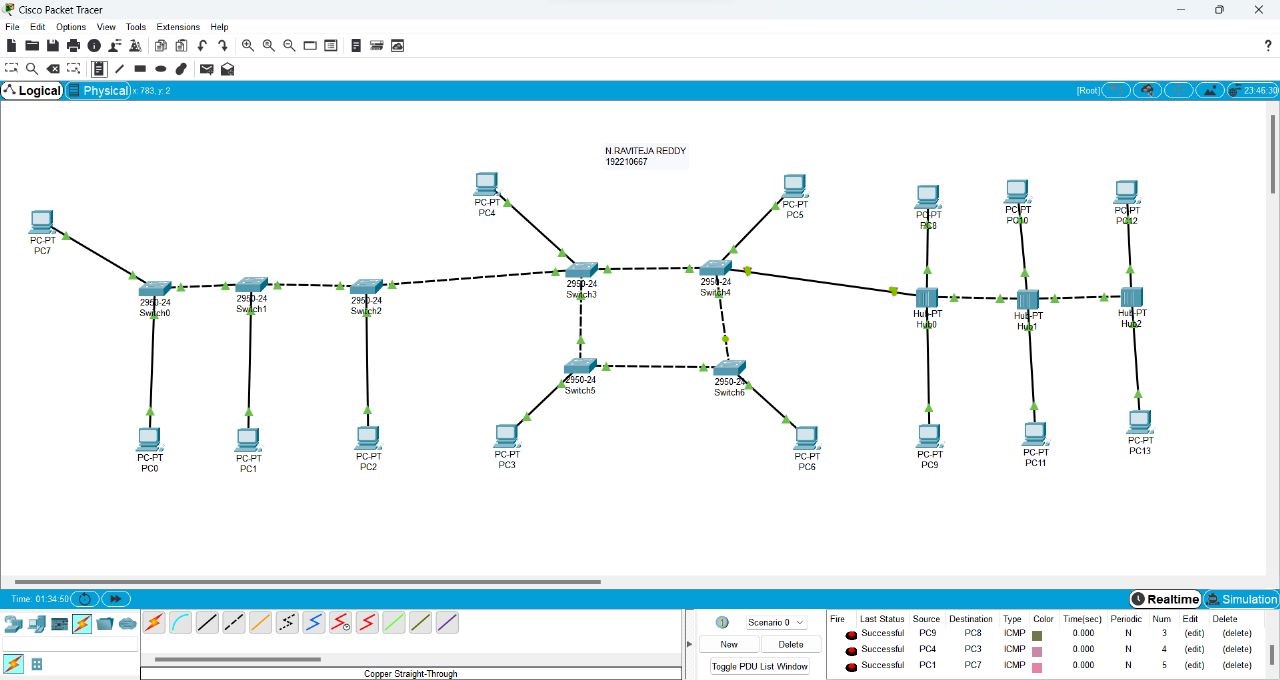 Cisco Packet Tracer
File Edit Options View Tools Extensions Help
?
Logical Physical x: 783, y: 2 [Root] 23:46:30
N.RAVITEJA REDDY
192210667
PC-PT
PC4
PC-PT
PC5
PC-PT
PC8
PC-PT
PC10
PC-PT
PC12
PC-PT
PC7
2950-24
Switch0
2950-24
Switch1
2950-24
Switch2
2950-24
Switch3
2950-24
Switch4
Hub-PT
Hub0
Hub-PT
Hub1
Hub-PT
Hub2
2950-24
Switch5
2950-24
Switch6
PC-PT
PC0
PC-PT
PC1
PC-PT
PC2
PC-PT
PC3
PC-PT
PC6
PC-PT
PC9
PC-PT
PC11
PC-PT
PC13
Time: 01:34:50 Realtime Simulation
Scenario 0
New Delete
Toggle PDU List Window
Copper Straight-Through
Fire Last Status Source Destination Type Color Time(sec) Periodic Num Edit Delete
Successful PC9 PC8 ICMP 0.000 N 3 (edit) (delete)
Successful PC4 PC3 ICMP 0.000 N 4 (edit) (delete)
Successful PC1 PC7 ICMP 0.000 N 5 (edit) (delete)